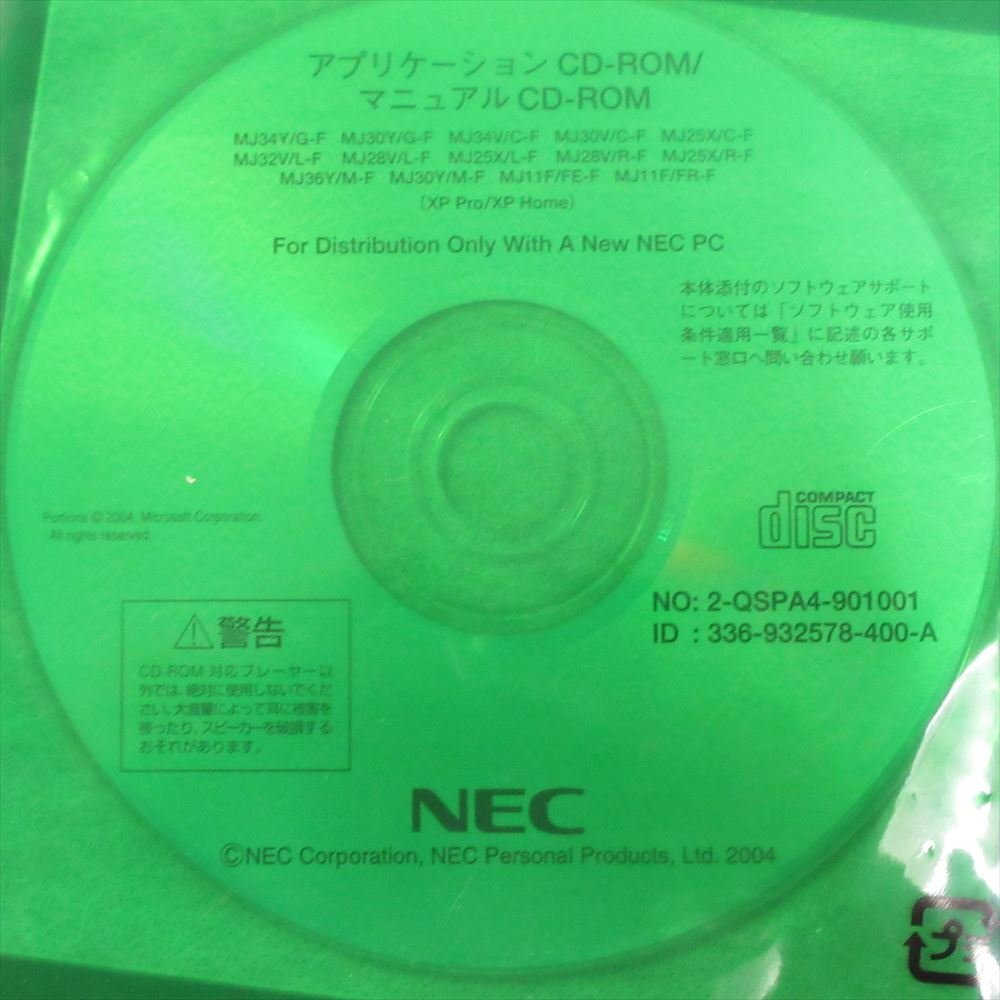 アプリケーション CD-ROM/
マニュアル CD-ROM
MJ34Y/G-F MJ30Y/G-F MJ34V/C-F MJ30V/C-F MJ25X/C-F
MJ32V/L-F MJ28V/L-F MJ25X/L-F MJ28V/R-F MJ25X/R-F
MJ36Y/M-F MJ30Y/M-F MJ11F/FE-F MJ11F/FR-F
(XP Pro/XP Home)
For Distribution Only With A New NEC PC
本体添付のソフトウェアサポート
については「ソフトウェア使用
条件適用一覧」に記述の各サポ
ート窓口へ問い合わせ願います。
COMPACT
disc
Portions © 2004, Microsoft Corporation.
All rights reserved.
NO: 2-QSPA4-901001
ID : 336-932578-400-A
警告
CD-ROM 対応プレーヤー以
外では、絶対に使用しないでくだ
さい。大音量によって耳に被害を
被ったり、スピーカーを破損する
おそれがあります。
NEC
©NEC Corporation, NEC Personal Products, Ltd. 2004
プラ